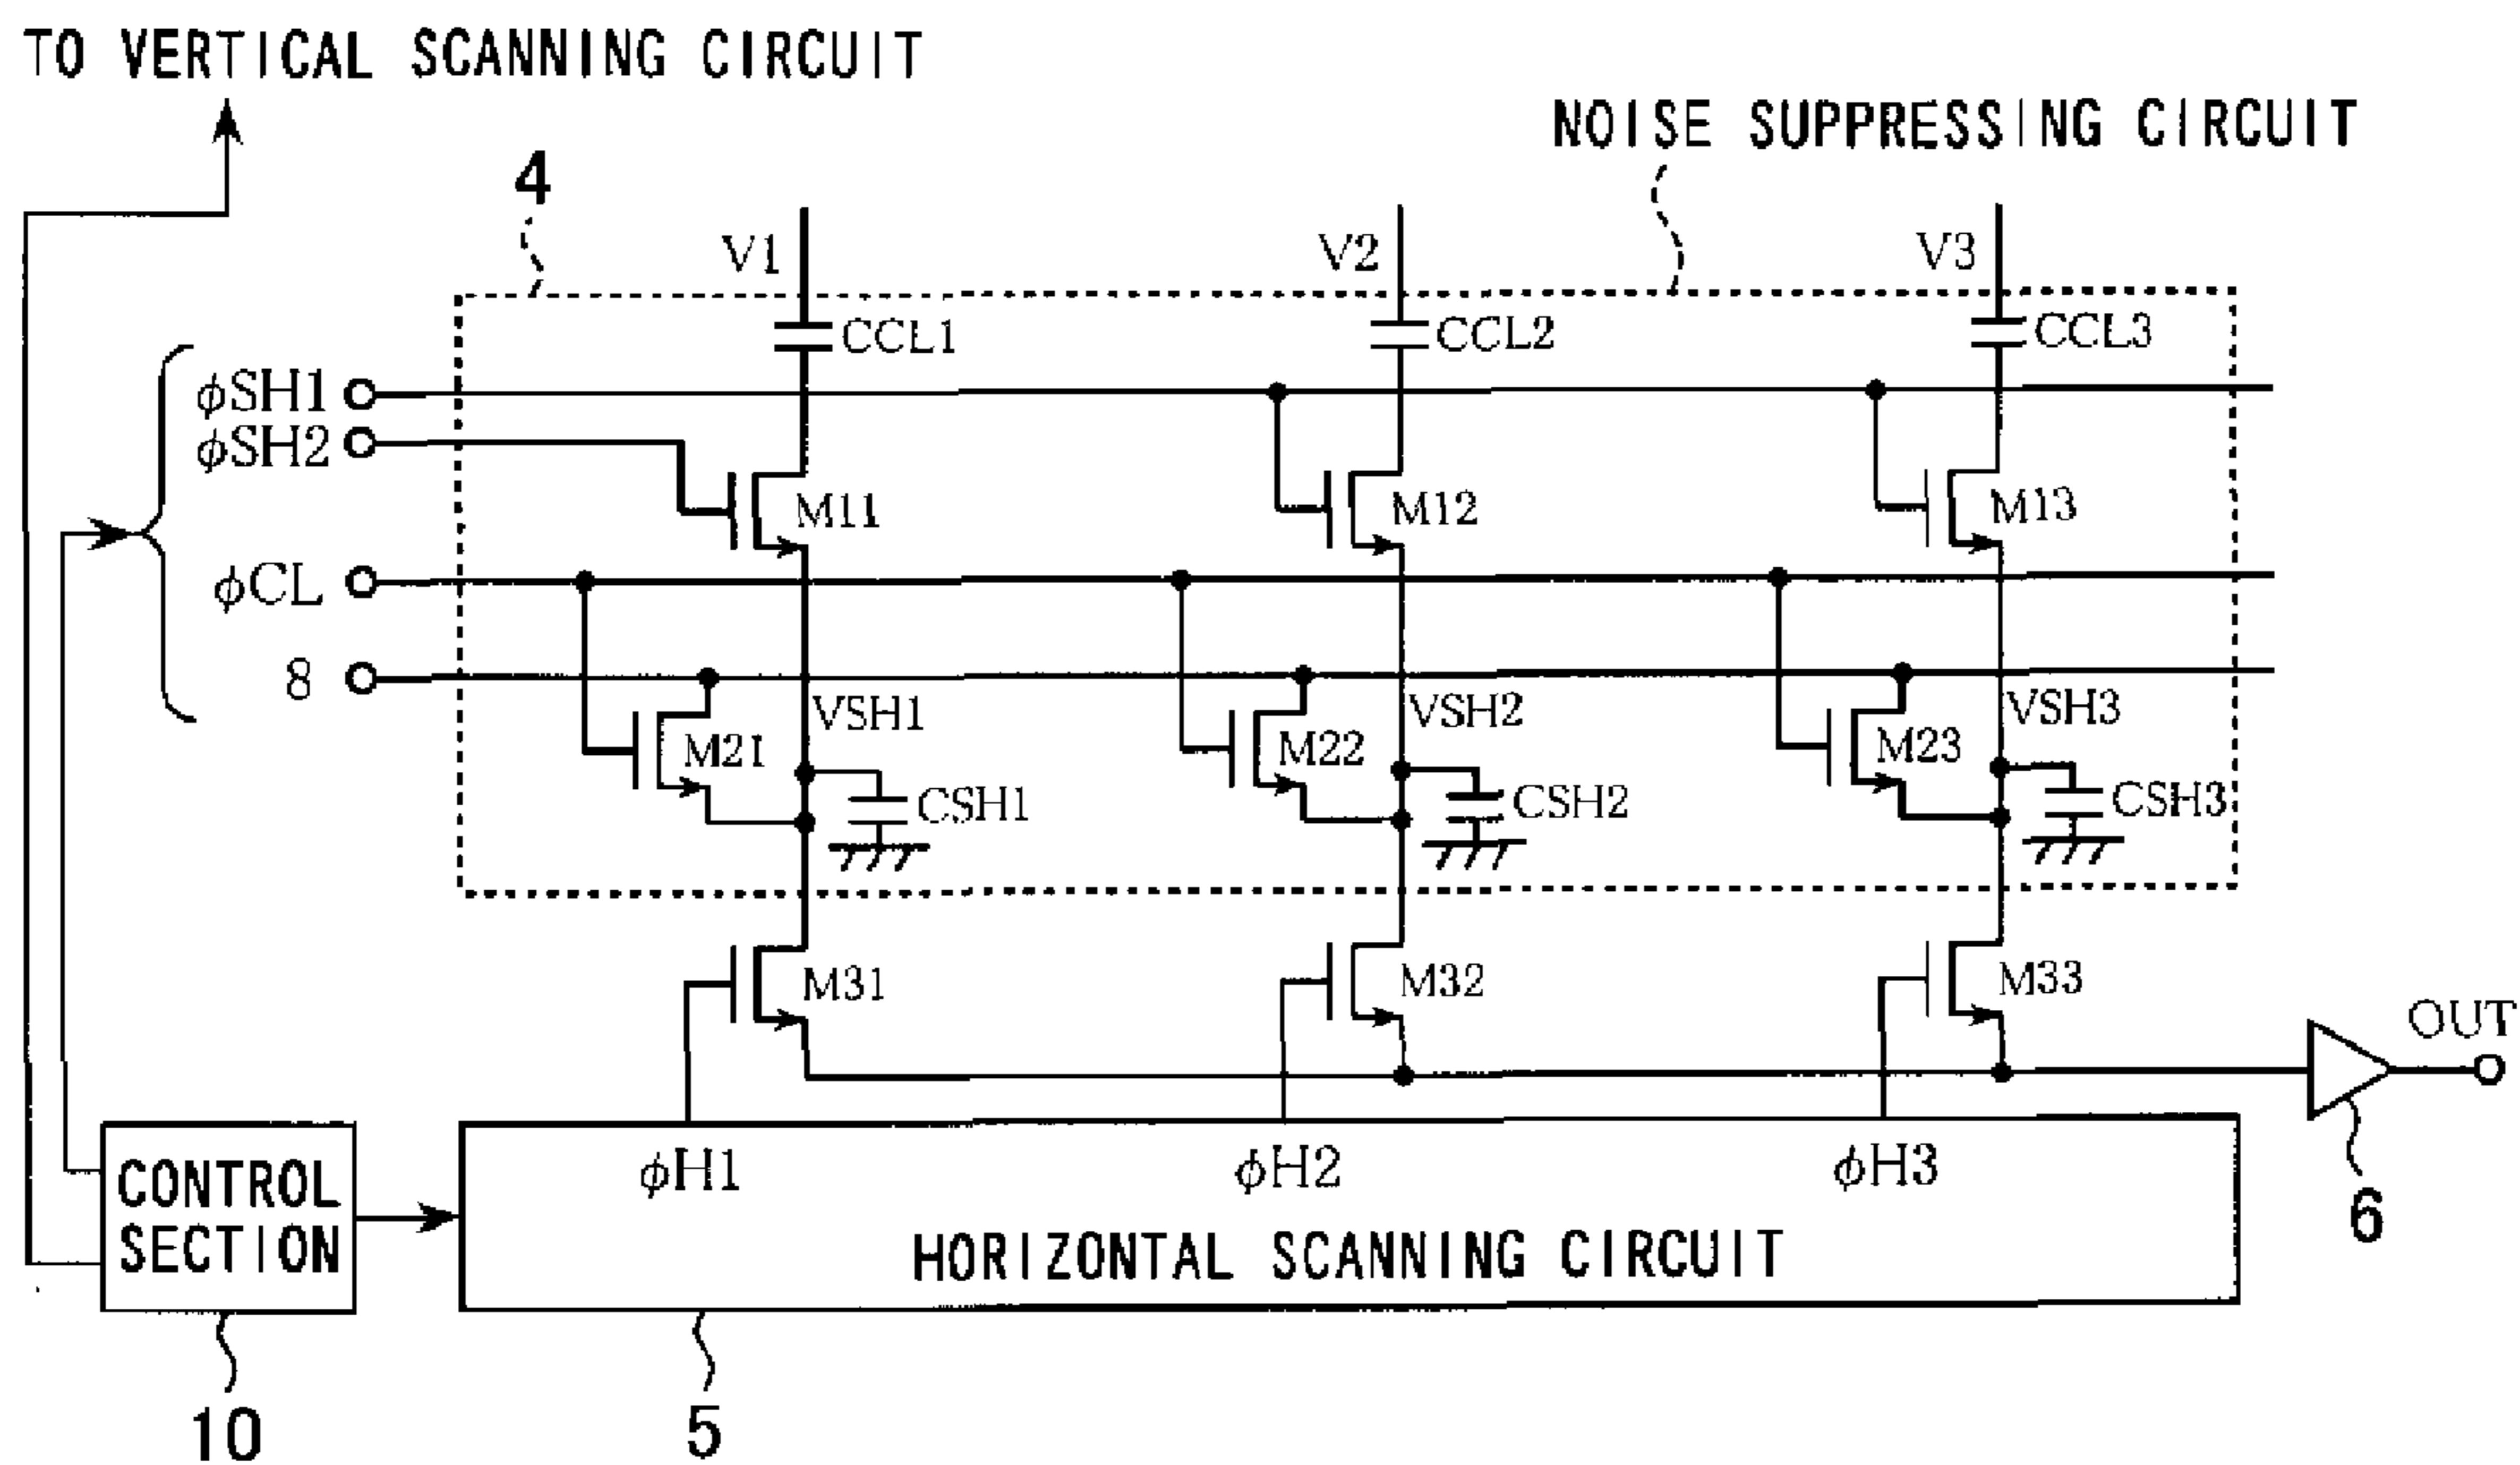 TO VERTICAL SCANNING CIRCUIT
NOISE SUPPRESSING CIRCUIT
4
V1
V2
V3
CCL1
CCL2
CCL3
φSH1
φSH2
M11
M12
M13
φCL
8
VSH1
VSH2
VSH3
M21
M22
M23
CSH1
CSH2
CSH3
M31
M32
M33
OUT
6
CONTROL
SECTION
φH1
φH2
φH3
HORIZONTAL SCANNING CIRCUIT
10
5